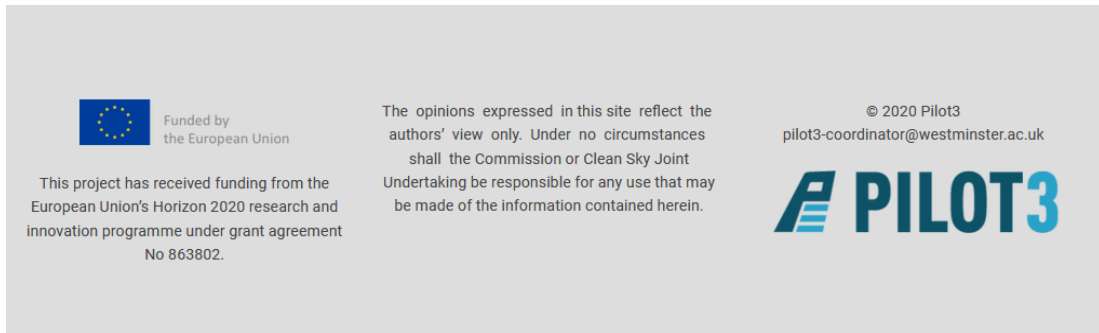 Funded by
the European Union
This project has received funding from the
European Union's Horizon 2020 research and
innovation programme under grant agreement
No 863802.
The opinions expressed in this site reflect the
authors' view only. Under no circumstances
shall the Commission or Clean Sky Joint
Undertaking be responsible for any use that may
be made of the information contained herein.
© 2020 Pilot3
pilot3-coordinator@westminster.ac.uk
PILOT3